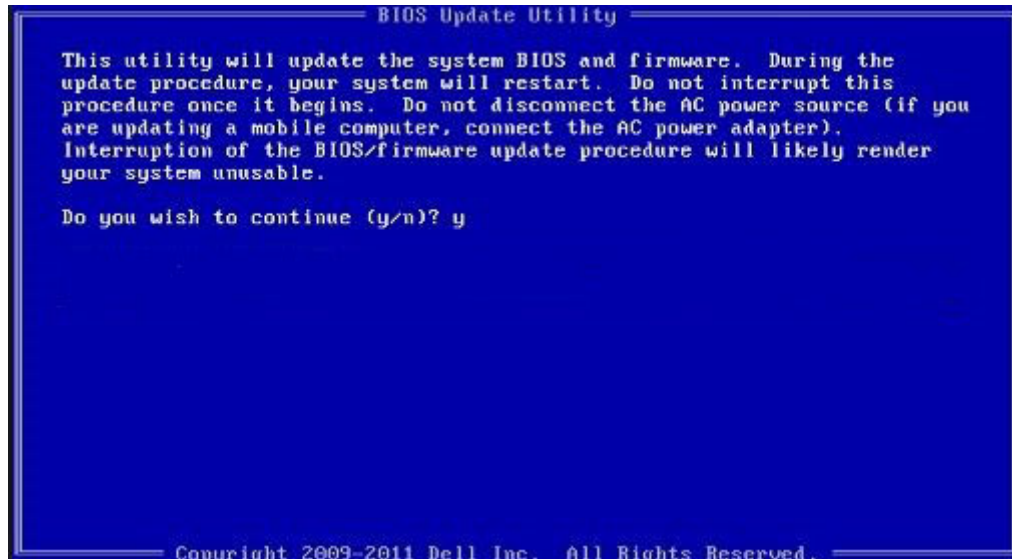 BIOS Update Utility
This utility will update the system BIOS and firmware.  During the
update procedure, your system will restart.  Do not interrupt this
procedure once it begins.  Do not disconnect the AC power source (if you
are updating a mobile computer, connect the AC power adapter).
Interruption of the BIOS/firmware update procedure will likely render
your system unusable.
Do you wish to continue (y/n)? y
Copyright 2009-2011 Dell Inc.  All Rights Reserved.